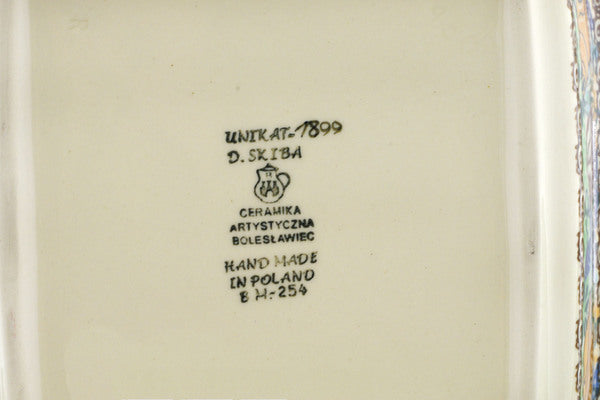 UNIKAT-1899
D. SKIBA
CERAMIKA
ARTYSTYCZNA
BOLESŁAWIEC
HAND MADE
IN POLAND
B M-254